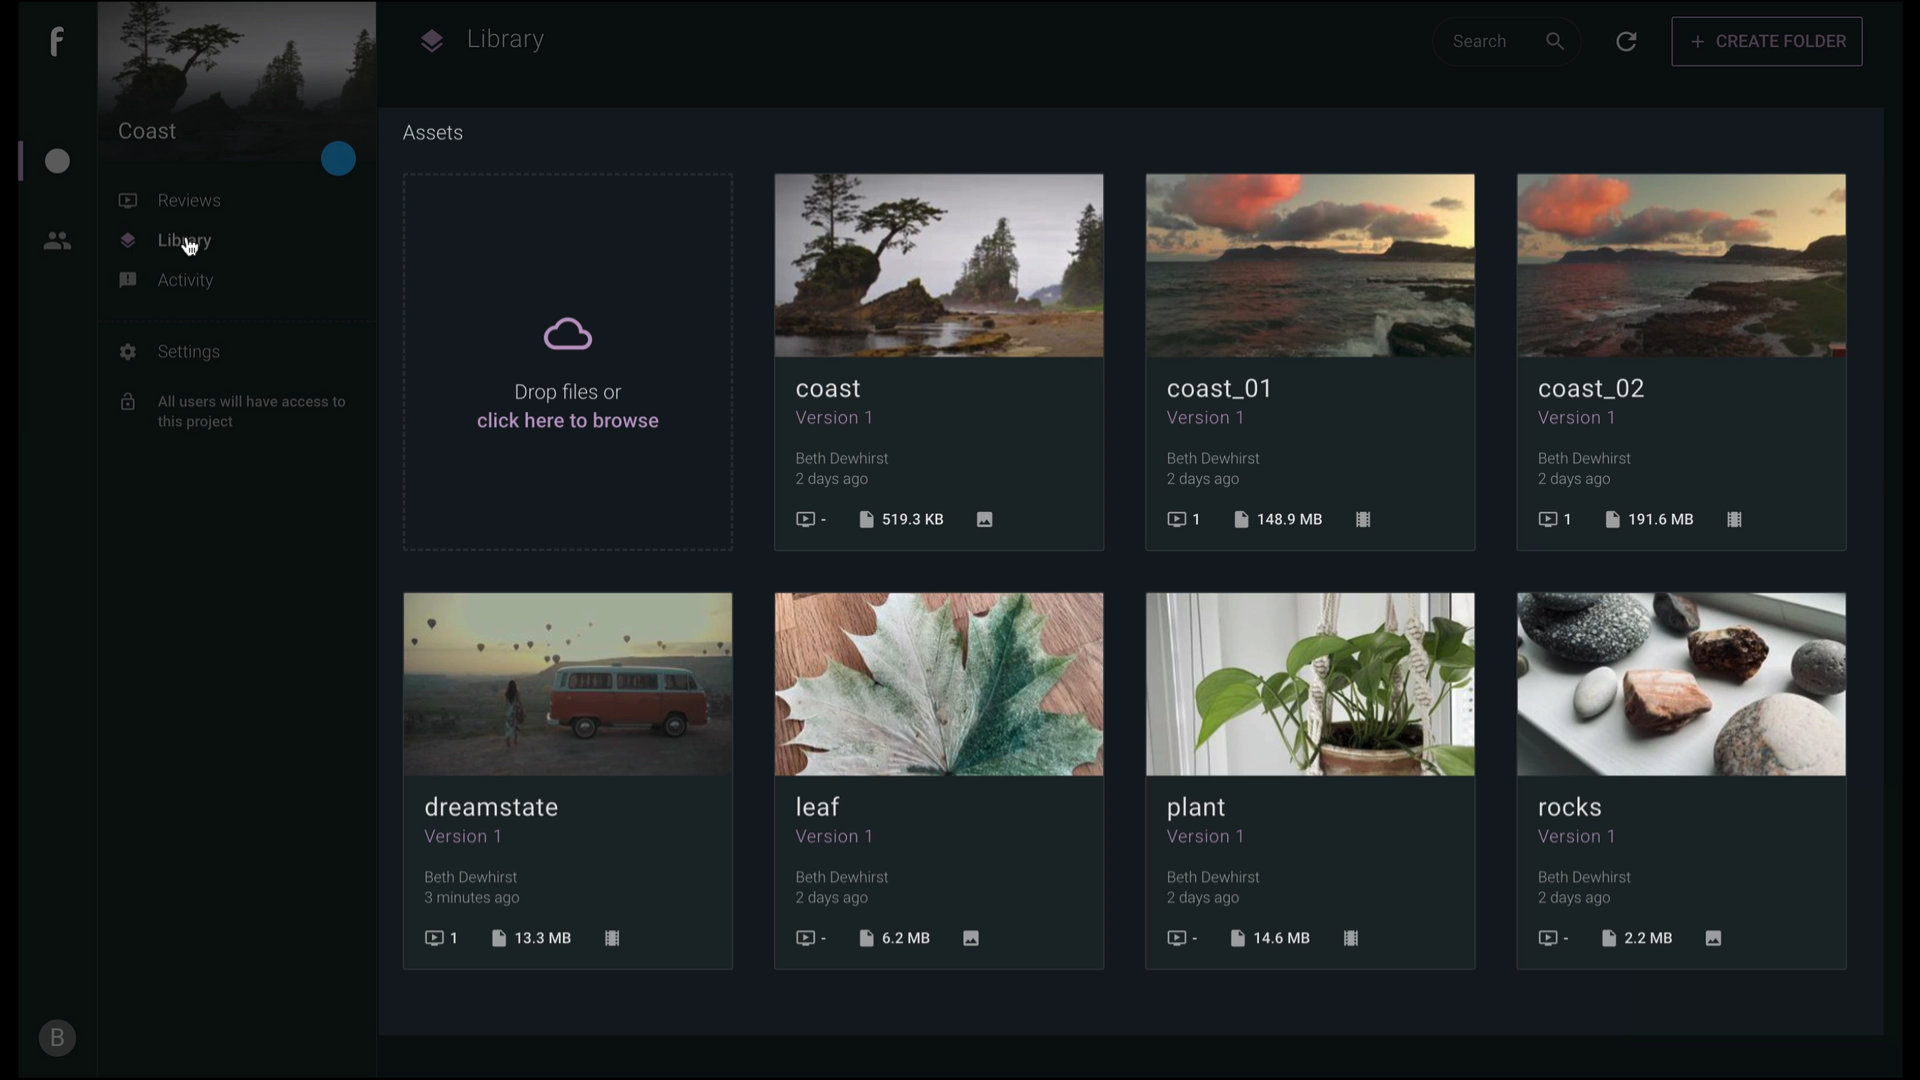 f
Library
Search
+ CREATE FOLDER
Coast
Reviews
Library
Activity
Settings
All users will have access to
this project
B
Assets
Drop files or
click here to browse
coast
Version 1
Beth Dewhirst
2 days ago
- 519.3 KB
coast_01
Version 1
Beth Dewhirst
2 days ago
1 148.9 MB
coast_02
Version 1
Beth Dewhirst
2 days ago
1 191.6 MB
dreamstate
Version 1
Beth Dewhirst
3 minutes ago
1 13.3 MB
leaf
Version 1
Beth Dewhirst
2 days ago
- 6.2 MB
plant
Version 1
Beth Dewhirst
2 days ago
- 14.6 MB
rocks
Version 1
Beth Dewhirst
2 days ago
- 2.2 MB